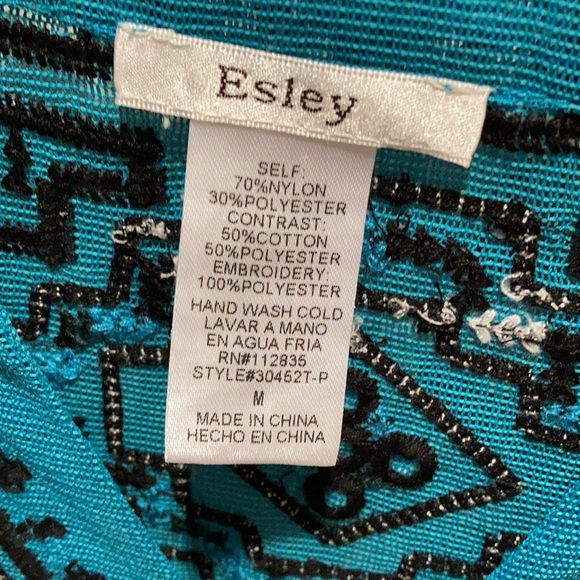 Esley
SELF:
70%NYLON
30%POLYESTER
CONTRAST:
50%COTTON
50%POLYESTER
EMBROIDERY:
100%POLYESTER
HAND WASH COLD
LAVAR A MANO
EN AGUA FRIA
RN#112835
STYLE#30452T-P
M
MADE IN CHINA
HECHO EN CHINA